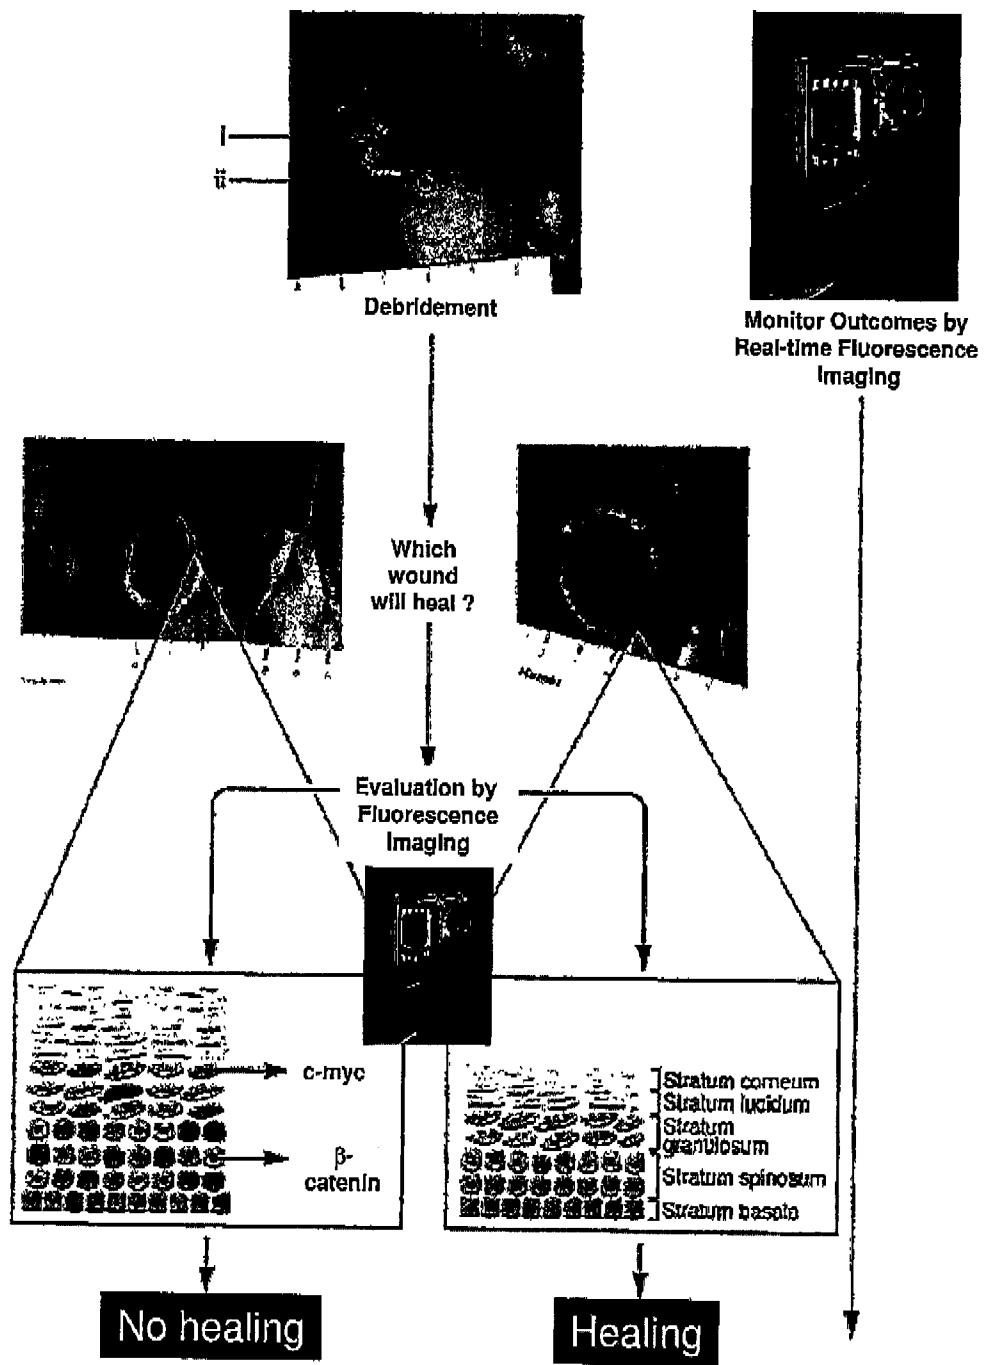 i
ii
Debridement
Monitor Outcomes by
Real-time Fluorescence
Imaging
Which
wound
will heal ?
Evaluation by
Fluorescence
Imaging
c-myc
β-
catenin
Stratum corneum
Stratum lucidum
Stratum
granulosum
Stratum spinosum
Stratum basale
No healing
Healing